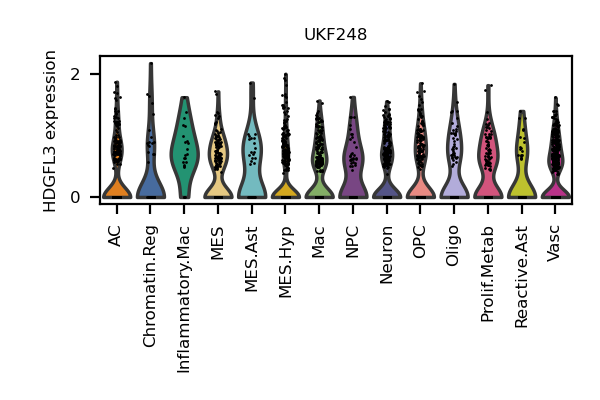 UKF248
HDGFL3 expression
2
0
AC
Chromatin.Reg
Inflammatory.Mac
MES
MES.Ast
MES.Hyp
Mac
NPC
Neuron
OPC
Oligo
Prolif.Metab
Reactive.Ast
Vasc